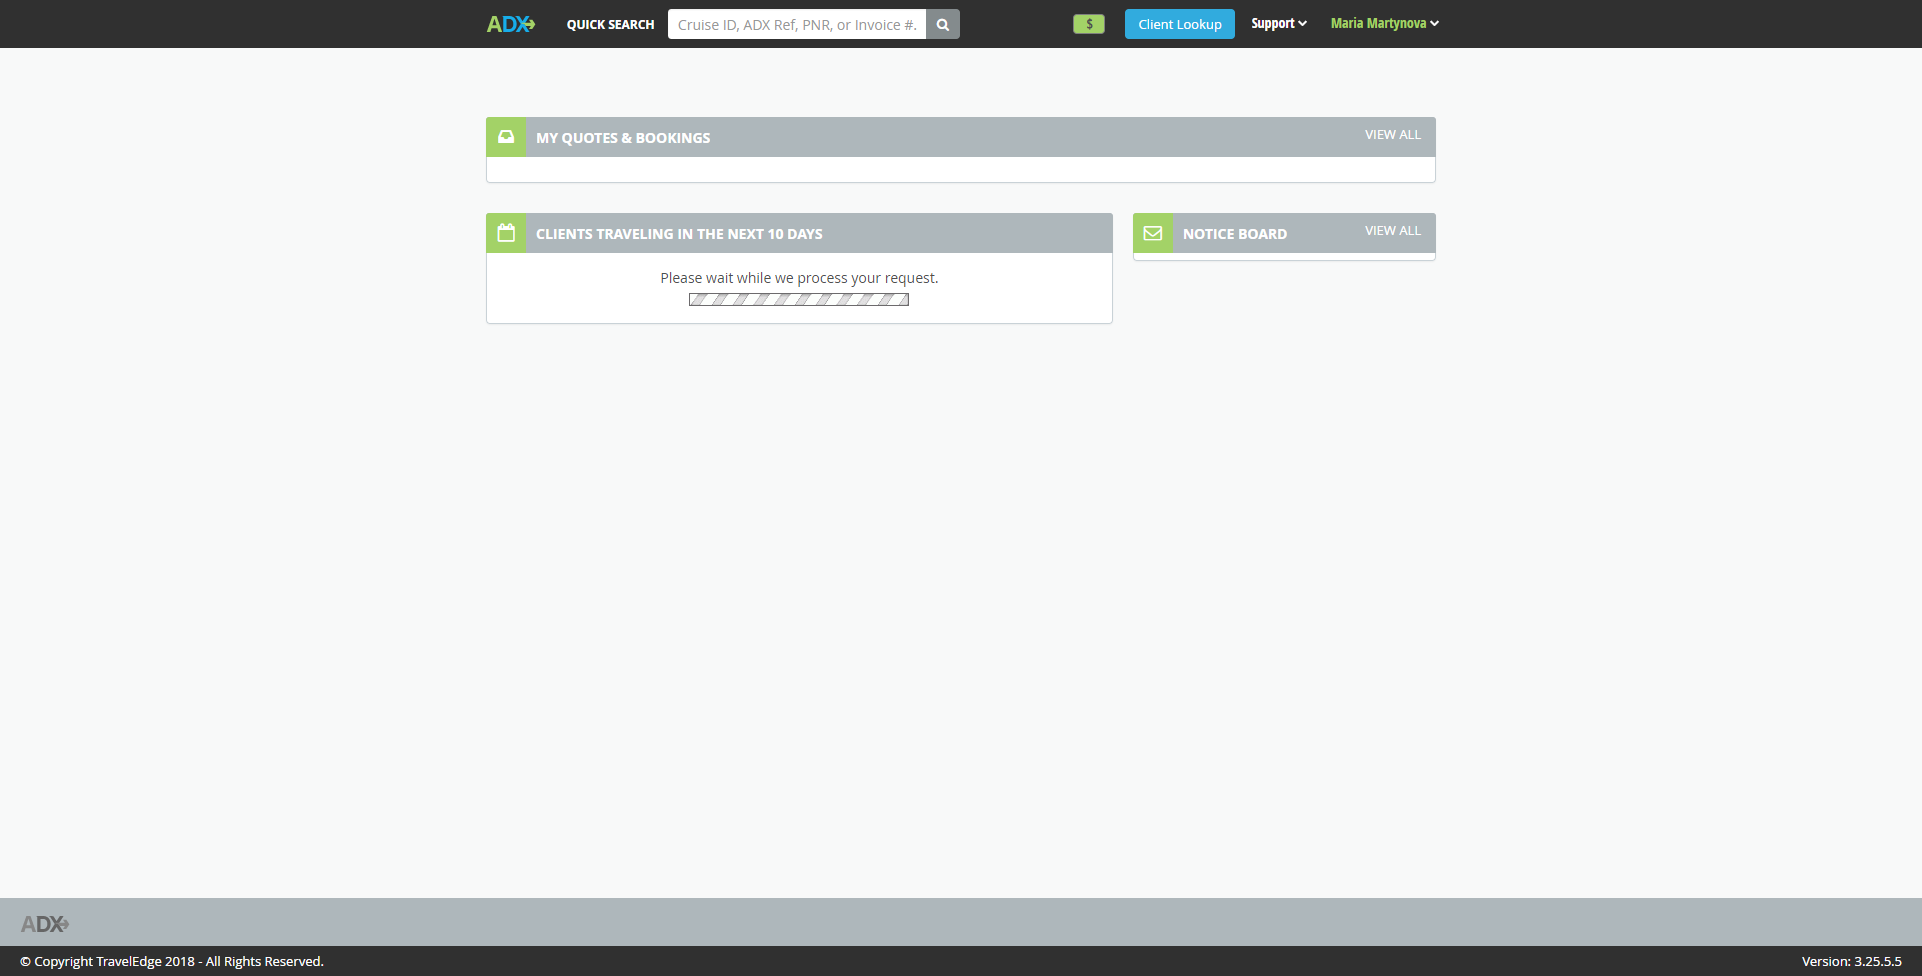 ADX QUICK SEARCH Cruise ID, ADX Ref, PNR, or Invoice #. $ Client Lookup Support Maria Martynova
MY QUOTES & BOOKINGS VIEW ALL
CLIENTS TRAVELING IN THE NEXT 10 DAYS
Please wait while we process your request.
NOTICE BOARD VIEW ALL
ADX
© Copyright TravelEdge 2018 - All Rights Reserved. Version: 3.25.5.5